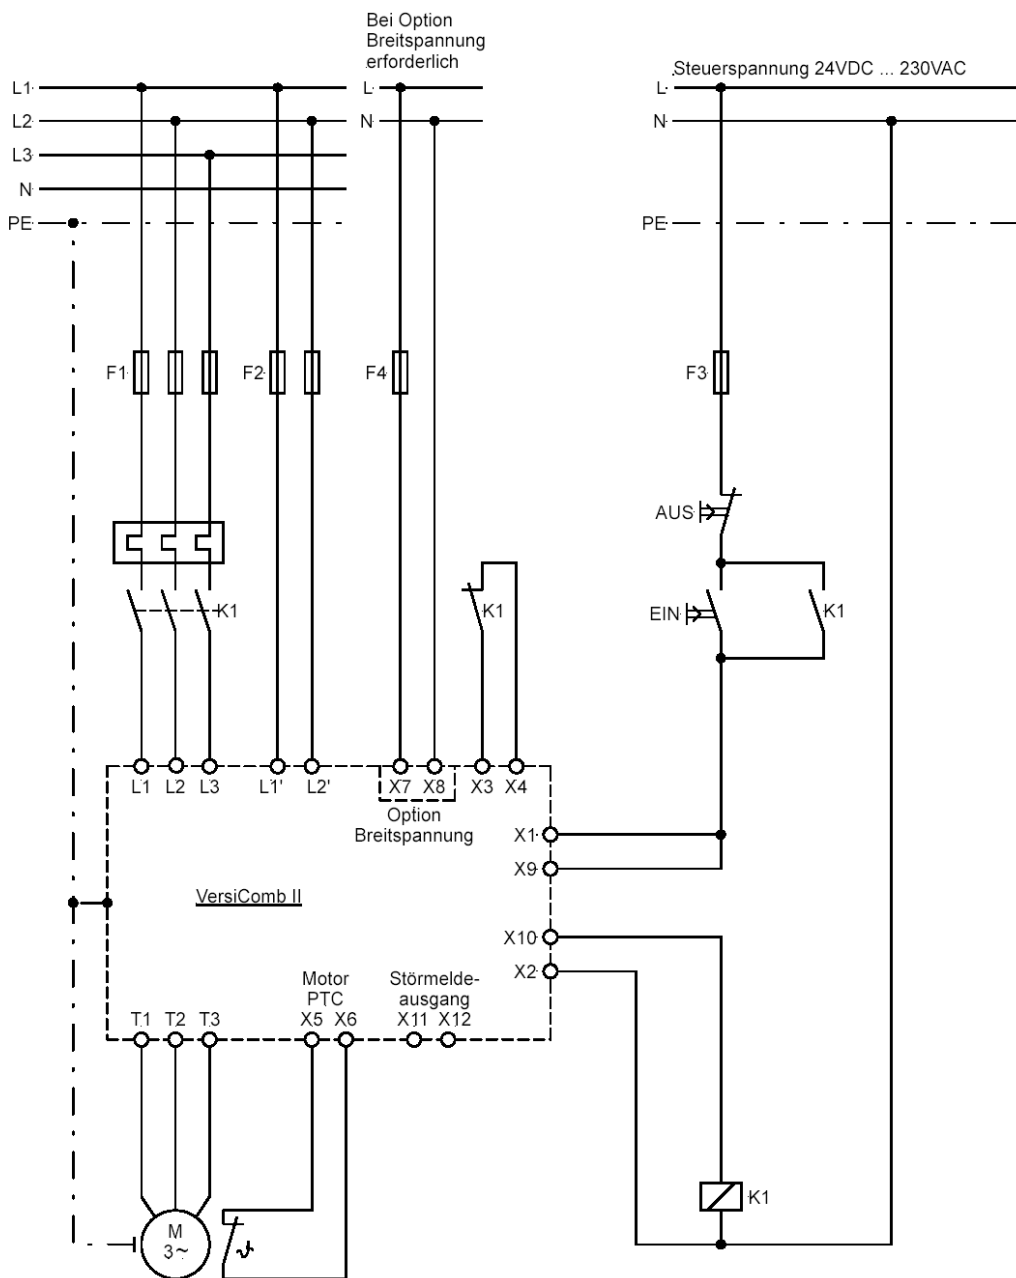 Bei Option
Breitspannung
erforderlich
Steuerspannung 24VDC ... 230VAC
L1
L2
L3
N
PE
L
N
L
N
PE
F1
F2
F4
F3
AUS
EIN
K1
K1
K1
L1 L2 L3 L1' L2' X7 X8 X3 X4
Option
Breitspannung
X1
X9
VersiComb II
X10
X2
Motor
PTC
Störmelde-
ausgang
T1 T2 T3 X5 X6 X11 X12
K1
M
3~
ϑ